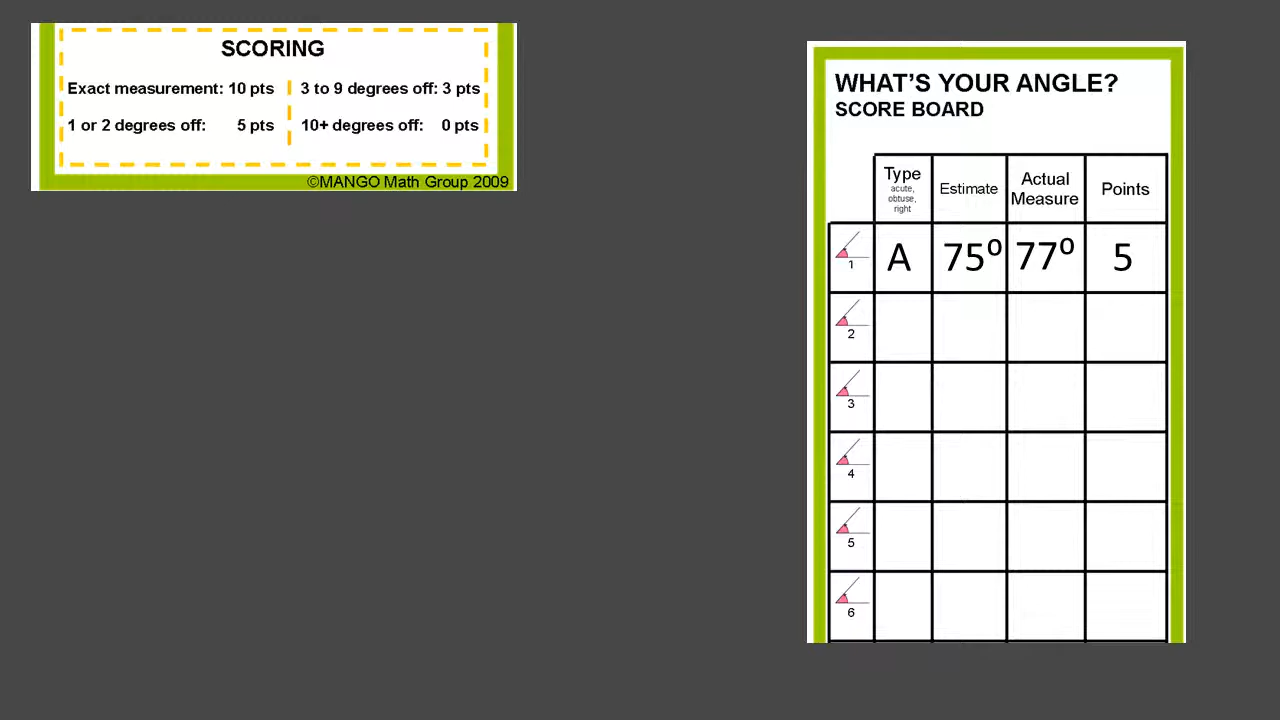 SCORING
Exact measurement: 10 pts
3 to 9 degrees off: 3 pts
1 or 2 degrees off: 5 pts
10+ degrees off: 0 pts
©MANGO Math Group 2009
WHAT’S YOUR ANGLE?
SCORE BOARD
Type
acute,
obtuse,
right
Estimate
Actual
Measure
Points
1
A
75º
77º
5
2
3
4
5
6